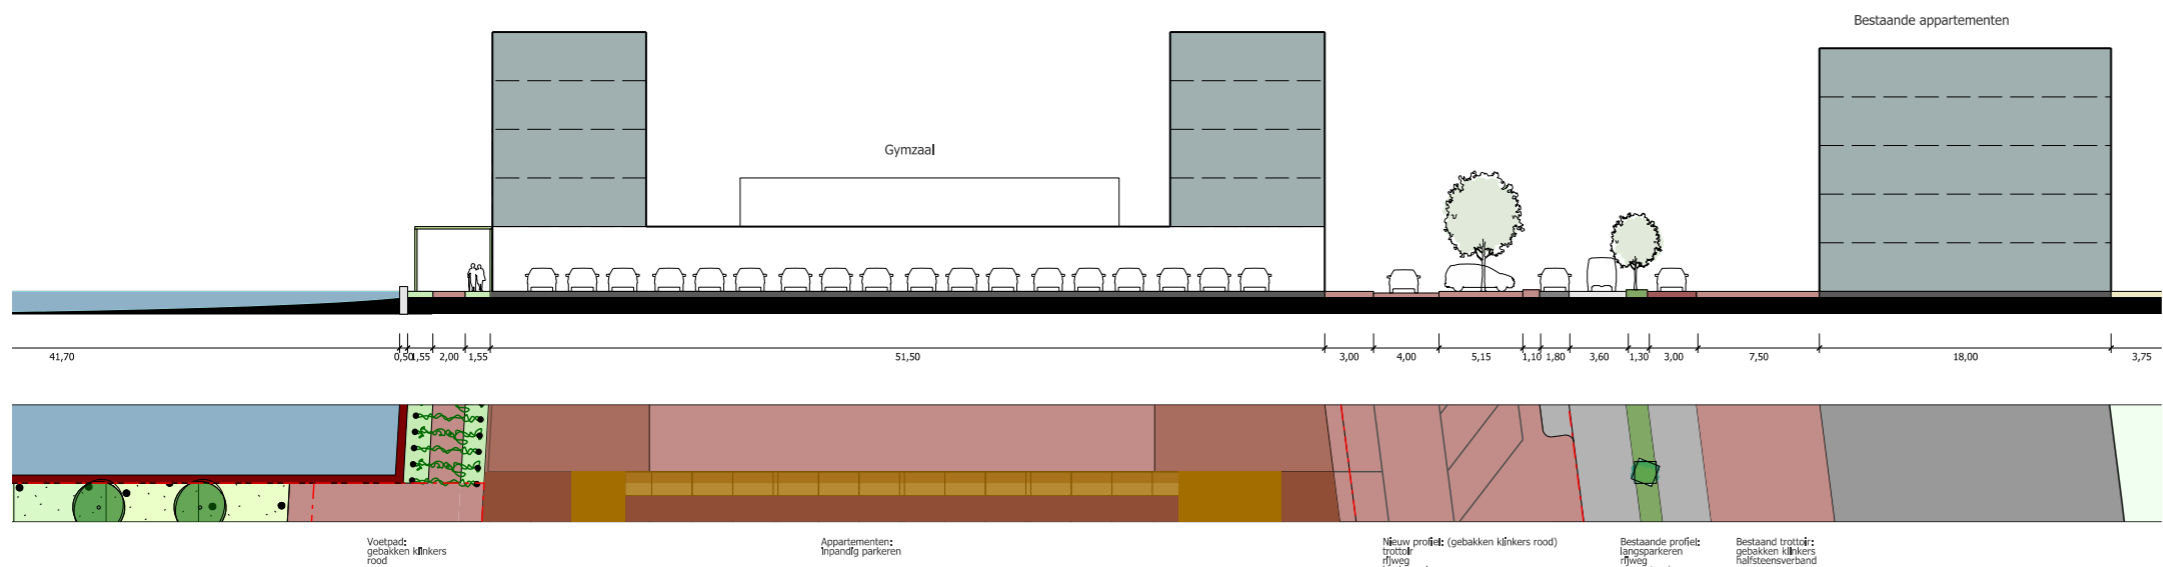 Bestaande appartementen
Gymzaal
41,70
0,50
1,55
2,00
1,55
51,50
3,00
4,00
5,15
1,10
1,80
3,60
1,30
3,00
7,50
18,00
3,75
Voetpad:
gebakken klinkers
rood
Appartementen:
inpandig parkeren
Nieuw profiel: (gebakken klinkers rood)
trottoir
rijweg
Bestaande profiel:
langsparkeren
rijweg
Bestaand trottoir:
gebakken klinkers
halfsteensverband